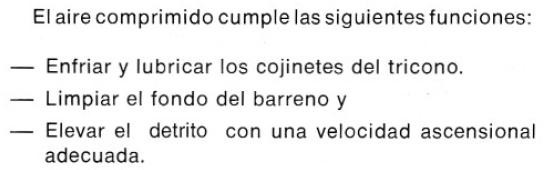 El aire comprimido cumple las siguientes funciones:
— Enfriar y lubricar los cojinetes del tricono.
— Limpiar el fondo del barreno y
— Elevar el detrito con una velocidad ascensional
adecuada.